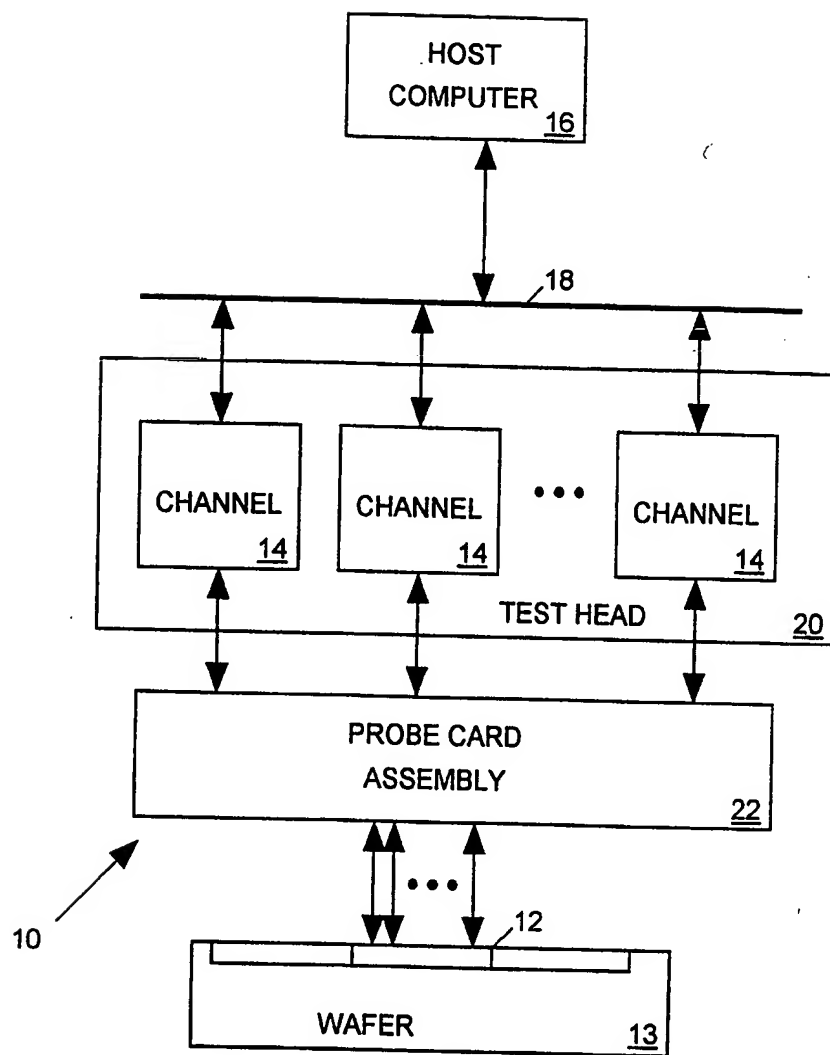 HOST
COMPUTER
16
18
CHANNEL
14
CHANNEL
14
CHANNEL
14
TEST HEAD
20
PROBE CARD
ASSEMBLY
22
10
12
WAFER
13